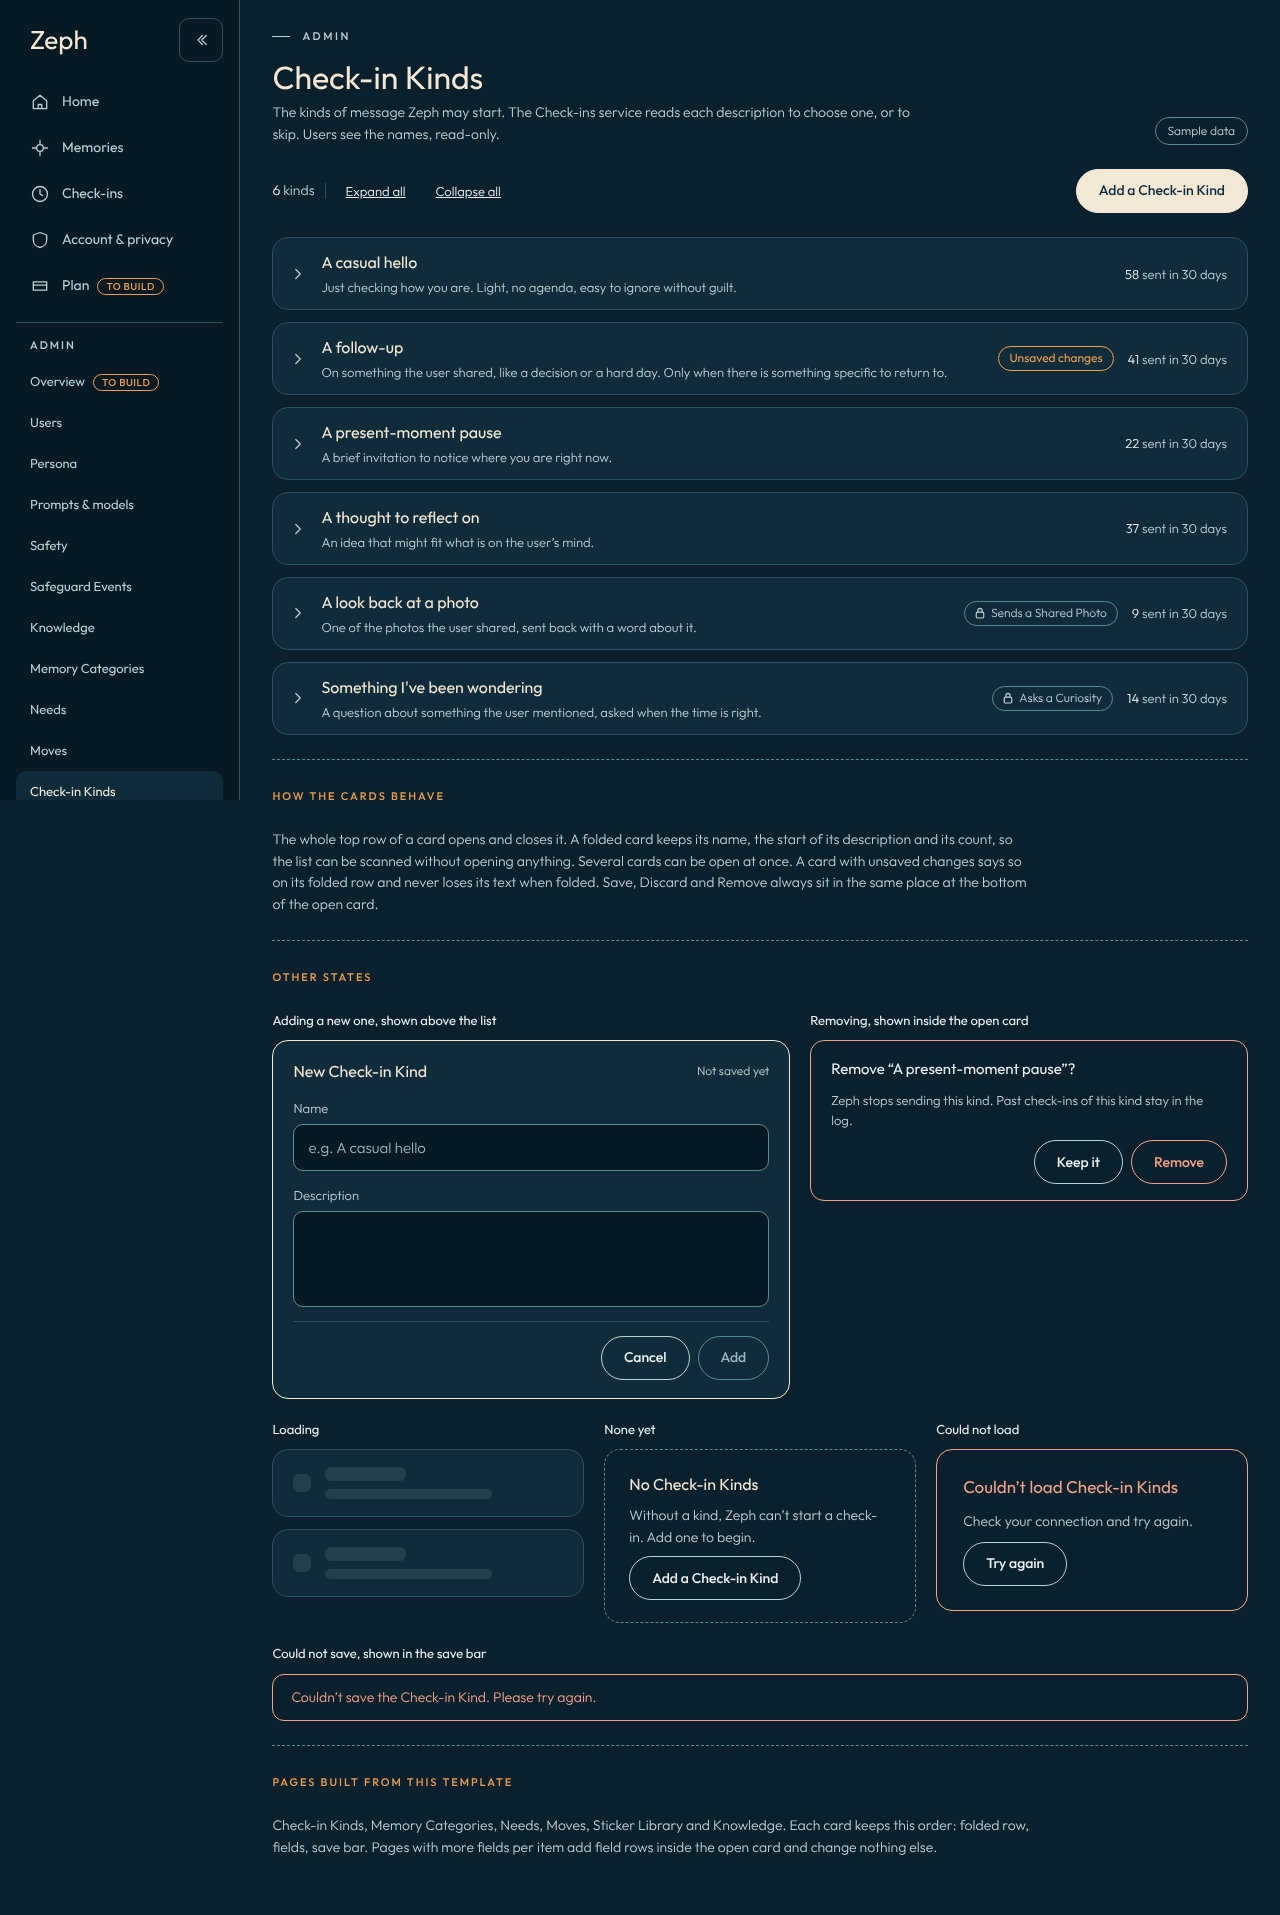 Zeph
Home
Memories
Check-ins
Account & privacy
Plan TO BUILD
ADMIN
Overview TO BUILD
Users
Persona
Prompts & models
Safety
Safeguard Events
Knowledge
Memory Categories
Needs
Moves
Check-in Kinds
ADMIN
Check-in Kinds
The kinds of message Zeph may start. The Check-ins service reads each description to choose one, or to
skip. Users see the names, read-only.
Sample data
6 kinds
Expand all
Collapse all
Add a Check-in Kind
A casual hello
Just checking how you are. Light, no agenda, easy to ignore without guilt.
58 sent in 30 days
A follow-up
On something the user shared, like a decision or a hard day. Only when there is something specific to return to.
Unsaved changes
41 sent in 30 days
A present-moment pause
A brief invitation to notice where you are right now.
22 sent in 30 days
A thought to reflect on
An idea that might fit what is on the user's mind.
37 sent in 30 days
A look back at a photo
One of the photos the user shared, sent back with a word about it.
Sends a Shared Photo
9 sent in 30 days
Something I've been wondering
A question about something the user mentioned, asked when the time is right.
Asks a Curiosity
14 sent in 30 days
HOW THE CARDS BEHAVE
The whole top row of a card opens and closes it. A folded card keeps its name, the start of its description and its count, so
the list can be scanned without opening anything. Several cards can be open at once. A card with unsaved changes says so
on its folded row and never loses its text when folded. Save, Discard and Remove always sit in the same place at the bottom
of the open card.
OTHER STATES
Adding a new one, shown above the list
New Check-in Kind
Not saved yet
Name
e.g. A casual hello
Description
Cancel
Add
Removing, shown inside the open card
Remove “A present-moment pause”?
Zeph stops sending this kind. Past check-ins of this kind stay in the
log.
Keep it
Remove
Loading
None yet
No Check-in Kinds
Without a kind, Zeph can’t start a check-
in. Add one to begin.
Add a Check-in Kind
Could not load
Couldn’t load Check-in Kinds
Check your connection and try again.
Try again
Could not save, shown in the save bar
Couldn’t save the Check-in Kind. Please try again.
PAGES BUILT FROM THIS TEMPLATE
Check-in Kinds, Memory Categories, Needs, Moves, Sticker Library and Knowledge. Each card keeps this order: folded row,
fields, save bar. Pages with more fields per item add field rows inside the open card and change nothing else.